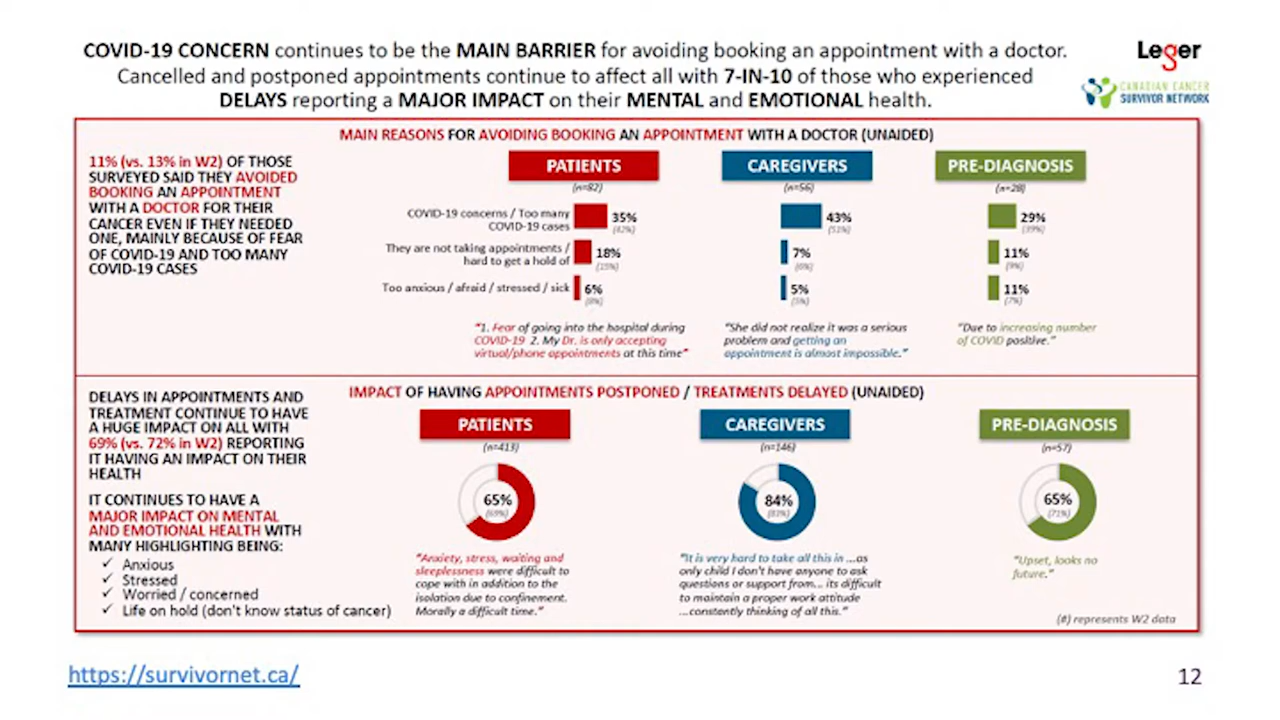 COVID-19 CONCERN continues to be the MAIN BARRIER for avoiding booking an appointment with a doctor.
Cancelled and postponed appointments continue to affect all with 7-IN-10 of those who experienced
DELAYS reporting a MAJOR IMPACT on their MENTAL and EMOTIONAL health.
Leger
CANADIAN CANCER
SURVIVOR NETWORK
MAIN REASONS FOR AVOIDING BOOKING AN APPOINTMENT WITH A DOCTOR (UNAIDED)
11% (vs. 13% in W2) OF THOSE
SURVEYED SAID THEY AVOIDED
BOOKING AN APPOINTMENT
WITH A DOCTOR FOR THEIR
CANCER EVEN IF THEY NEEDED
ONE, MAINLY BECAUSE OF FEAR
OF COVID-19 AND TOO MANY
COVID-19 CASES
PATIENTS
(n=82)
CAREGIVERS
(n=56)
PRE-DIAGNOSIS
(n=28)
COVID-19 concerns / Too many
COVID-19 cases
35%
(42%)
43%
(51%)
29%
(39%)
They are not taking appointments /
hard to get a hold of
18%
(15%)
7%
(6%)
11%
(9%)
Too anxious / afraid / stressed / sick
6%
(8%)
5%
(5%)
11%
(7%)
"1. Fear of going into the hospital during
COVID-19 2. My Dr. is only accepting
virtual/phone appointments at this time"
"She did not realize it was a serious
problem and getting an
appointment is almost impossible."
"Due to increasing number
of COVID positive."
IMPACT OF HAVING APPOINTMENTS POSTPONED / TREATMENTS DELAYED (UNAIDED)
DELAYS IN APPOINTMENTS AND
TREATMENT CONTINUE TO HAVE
A HUGE IMPACT ON ALL WITH
69% (vs. 72% in W2) REPORTING
IT HAVING AN IMPACT ON THEIR
HEALTH
IT CONTINUES TO HAVE A
MAJOR IMPACT ON MENTAL
AND EMOTIONAL HEALTH WITH
MANY HIGHLIGHTING BEING:
✓ Anxious
✓ Stressed
✓ Worried / concerned
✓ Life on hold (don't know status of cancer)
PATIENTS
(n=413)
65%
(69%)
"Anxiety, stress, waiting and
sleeplessness were difficult to
cope with in addition to the
isolation due to confinement.
Morally a difficult time."
CAREGIVERS
(n=146)
84%
(83%)
"It is very hard to take all this in ...as
only child I don't have anyone to ask
questions or support from... its difficult
to maintain a proper work attitude
...constantly thinking of all this."
PRE-DIAGNOSIS
(n=57)
65%
(71%)
"Upset, looks no
future."
(#) represents W2 data
https://survivornet.ca/
12